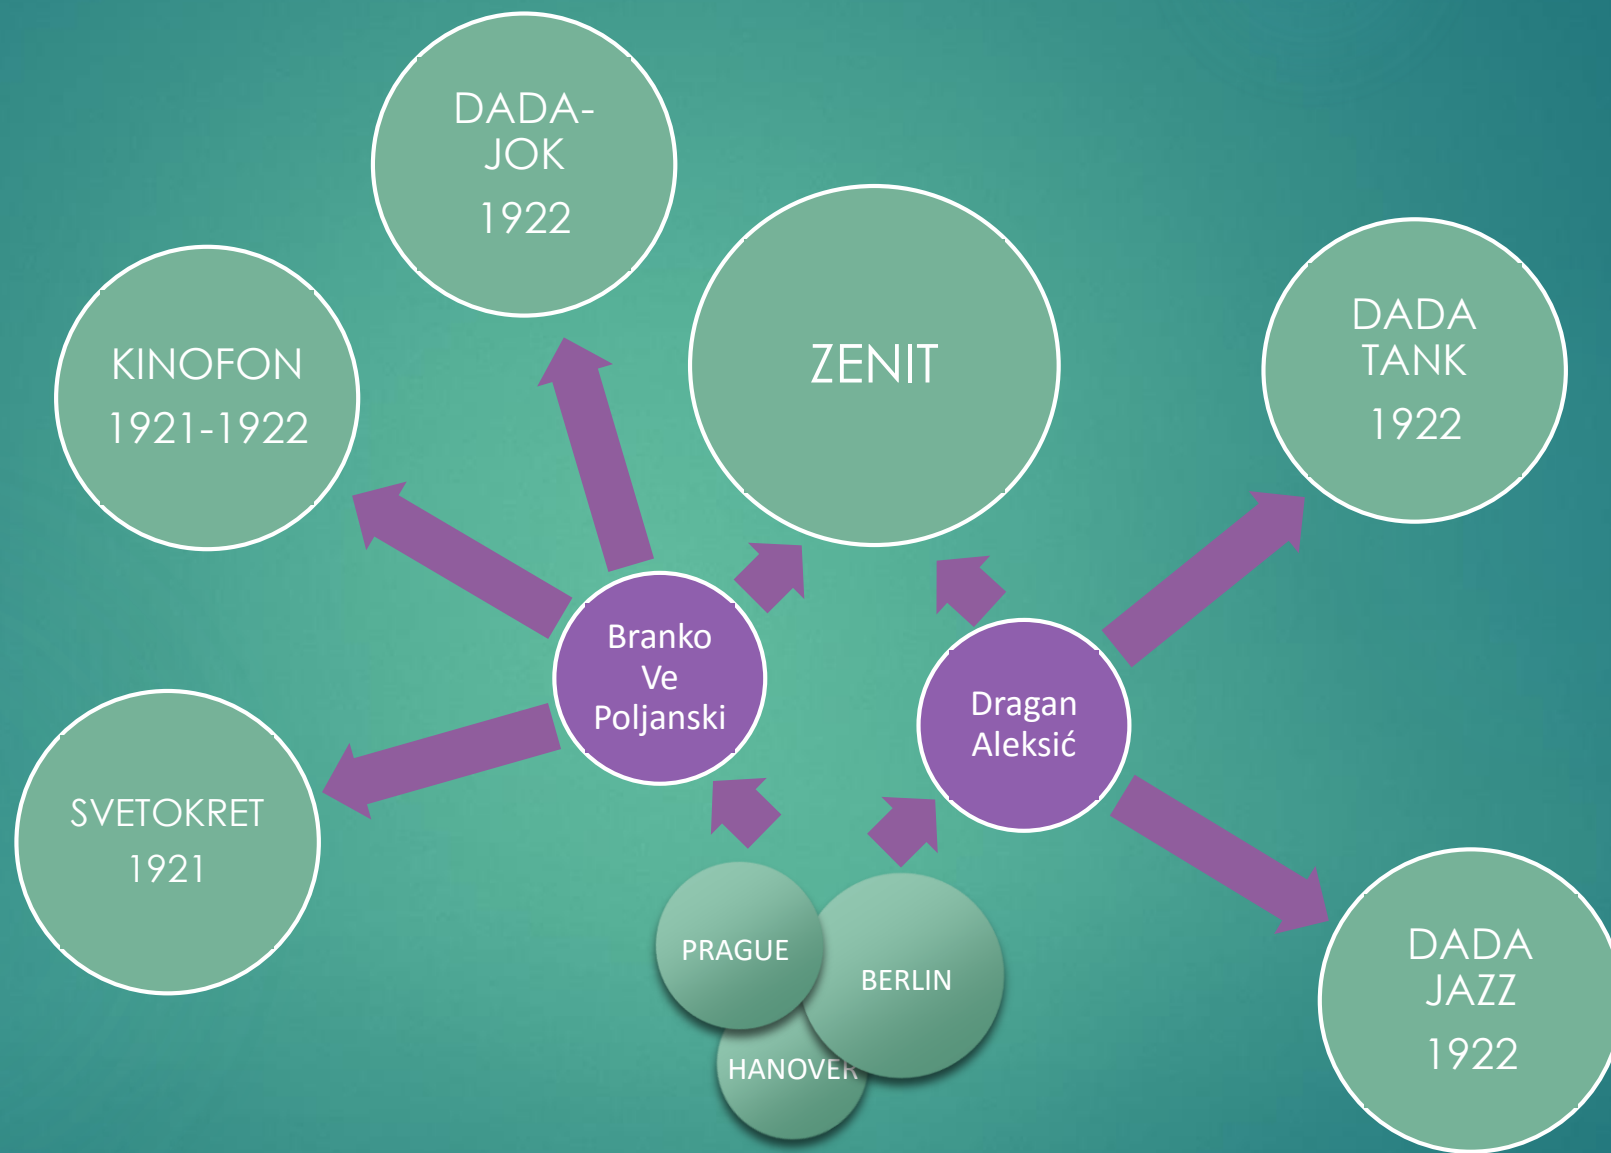 DADA-
JOK
1922
ZENIT
DADA
TANK
1922
KINOFON
1921-1922
Branko
Ve
Poljanski
Dragan
Aleksić
SVETOKRET
1921
PRAGUE
BERLIN
HANOVER
DADA
JAZZ
1922